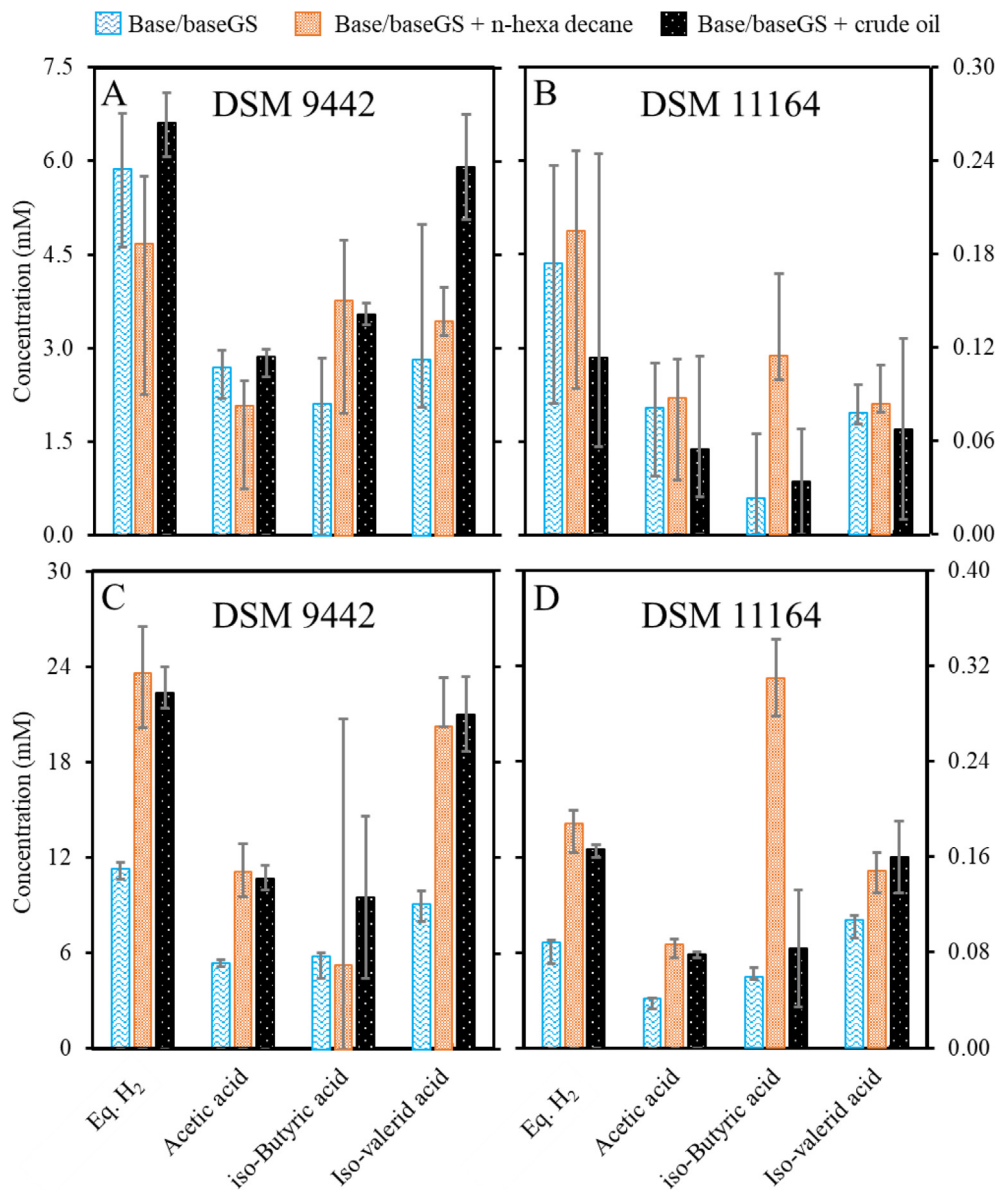 Base/baseGS Base/baseGS + n-hexa decane Base/baseGS + crude oil
A DSM 9442 B DSM 11164
Concentration (mM)
7.5 0.30
6.0 0.24
4.5 0.18
3.0 0.12
1.5 0.06
0.0 0.00
C DSM 9442 D DSM 11164
Concentration (mM)
30 0.40
24 0.32
18 0.24
12 0.16
6 0.08
0 0.00
Eq. H₂ Acetic acid iso-Butyric acid Iso-valerid acid Eq. H₂ Acetic acid iso-Butyric acid Iso-valerid acid